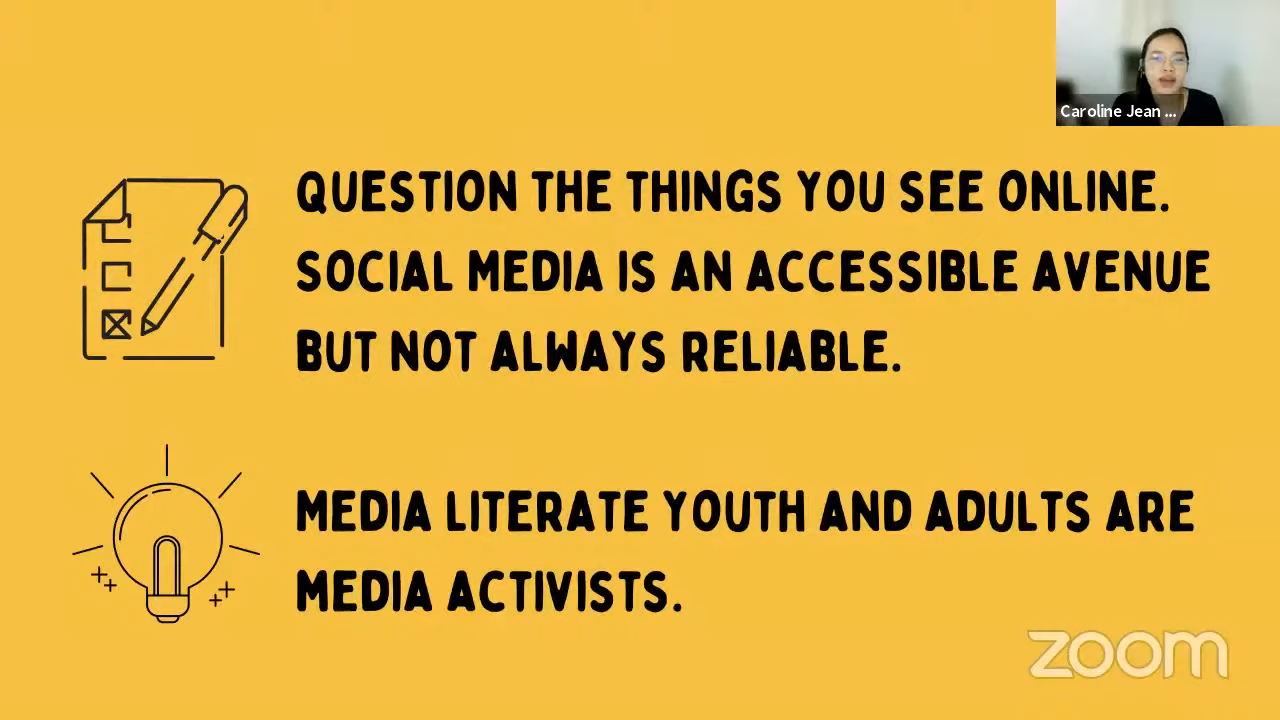 Caroline Jean ...
QUESTION THE THINGS YOU SEE ONLINE.
SOCIAL MEDIA IS AN ACCESSIBLE AVENUE
BUT NOT ALWAYS RELIABLE.
MEDIA LITERATE YOUTH AND ADULTS ARE
MEDIA ACTIVISTS.
zoom